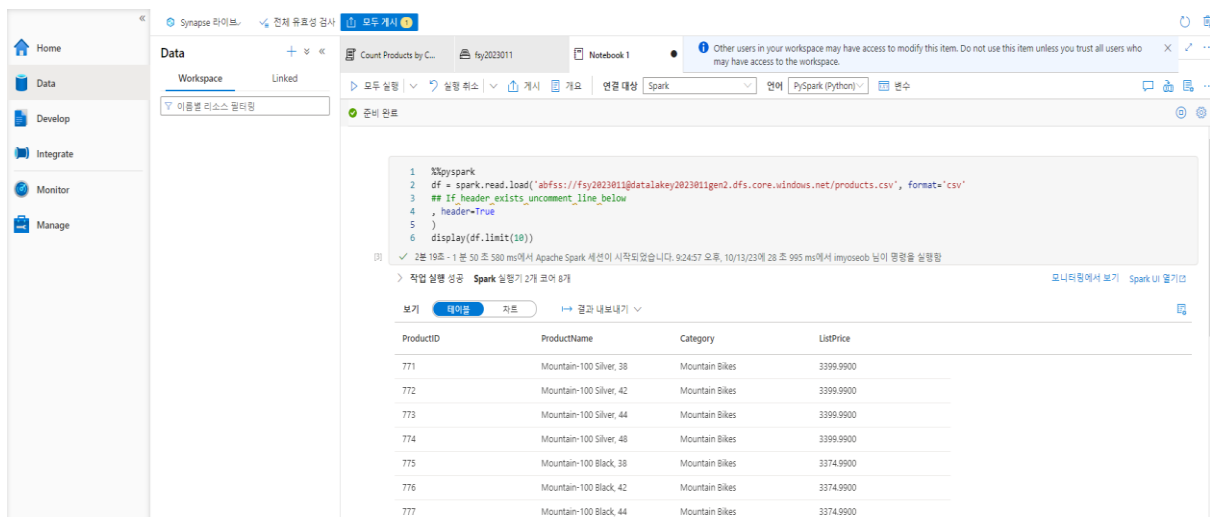 «
Synapse 라이브
전체 유효성 검사
모두 게시 1
Home
Data
Develop
Integrate
Monitor
Manage
Data
+
«
Workspace
Linked
이름별 리소스 필터링
Count Products by C...
fsy2023011
Notebook 1
Other users in your workspace may have access to modify this item. Do not use this item unless you trust all users who
may have access to the workspace.
모두 실행
실행 취소
게시
개요
연결 대상
Spark
언어
PySpark (Python)
변수
준비 완료
1 %%pyspark
2 df = spark.read.load('abfss://fsy2023011@datalakey2023011gen2.dfs.core.windows.net/products.csv', format='csv'
3 ## If header exists uncomment line below
4 , header=True
5 )
6 display(df.limit(10))
[3]
2분 19초 - 1 분 50 초 580 ms에서 Apache Spark 세션이 시작되었습니다. 9:24:57 오후, 10/13/23에 28 초 995 ms에서 imyoseob 님이 명령을 실행함
작업 실행 성공 Spark 실행기 2개 코어 8개
모니터링에서 보기
Spark UI 열기
보기
테이블
차트
결과 내보내기
ProductID ProductName Category ListPrice
771 Mountain-100 Silver, 38 Mountain Bikes 3399.9900
772 Mountain-100 Silver, 42 Mountain Bikes 3399.9900
773 Mountain-100 Silver, 44 Mountain Bikes 3399.9900
774 Mountain-100 Silver, 48 Mountain Bikes 3399.9900
775 Mountain-100 Black, 38 Mountain Bikes 3374.9900
776 Mountain-100 Black, 42 Mountain Bikes 3374.9900
777 Mountain-100 Black, 44 Mountain Bikes 3374.9900